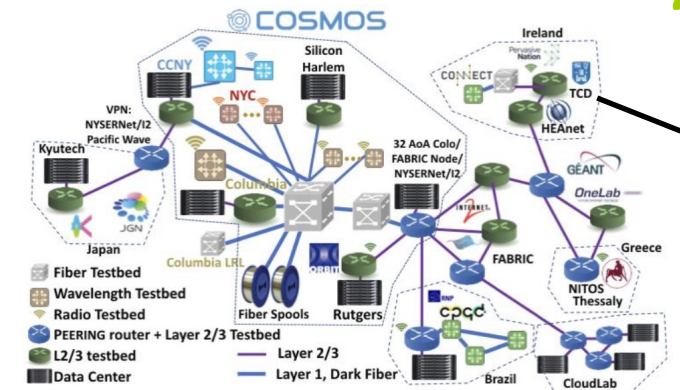 COSMOS
Ireland
Pervasive
Nation
CONNECT
TCD
HEAnet
Silicon
Harlem
CCNY
NYC
VPN:
NYSERNet/I2
Pacific Wave
Kyutech
JGN
Japan
32 AoA Colo/
FABRIC Node/
NYSERNet/I2
Columbia
Columbia LRL
GÉANT
OneLab
INTERNET
2
FABRIC
Greece
NITOS
Thessaly
ORBIT
Fiber Spools
Rutgers
RNP
cpqd
Brazil
CloudLab
Fiber Testbed
Wavelength Testbed
Radio Testbed
PEERING router + Layer 2/3 Testbed
L2/3 testbed
Data Center
Layer 2/3
Layer 1, Dark Fiber